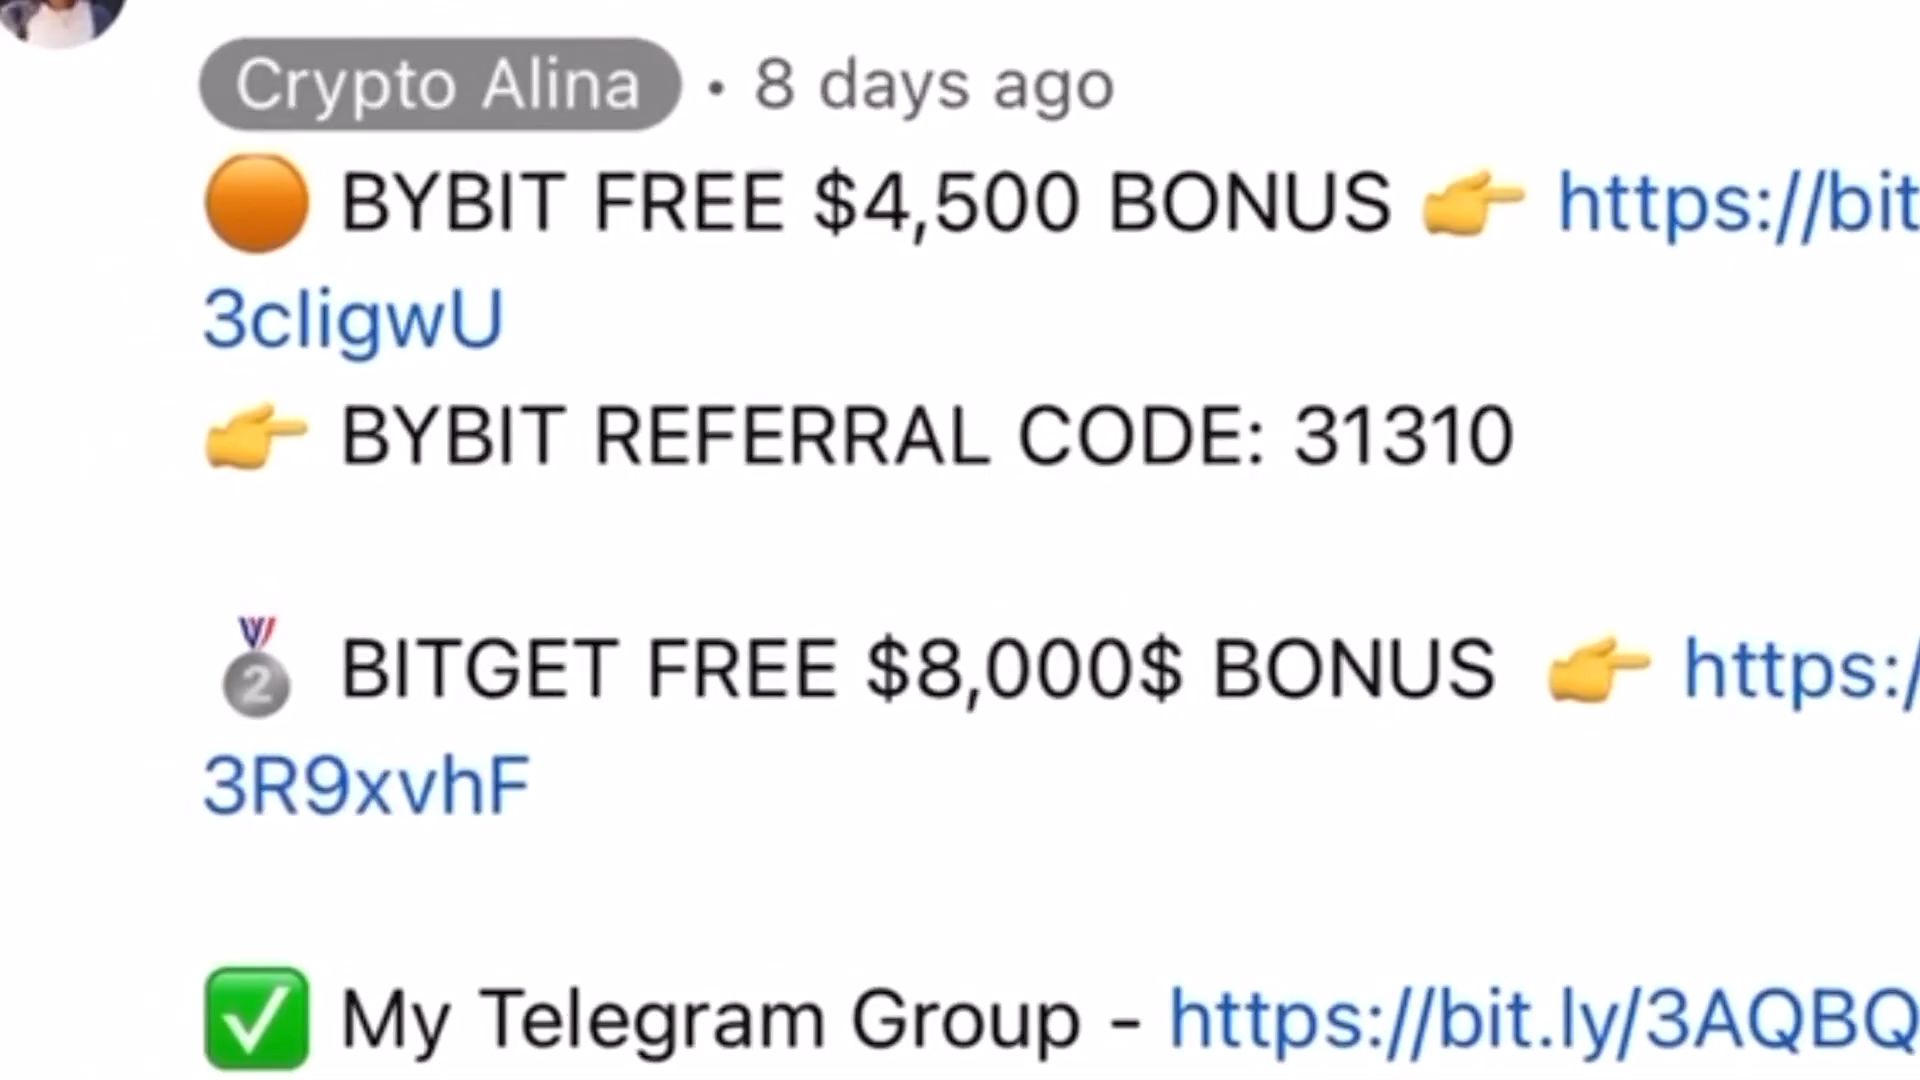 Crypto Alina • 8 days ago
BYBIT FREE $4,500 BONUS 👉 https://bit
3cIigwU
👉 BYBIT REFERRAL CODE: 31310
BITGET FREE $8,000$ BONUS 👉 https:/
3R9xvhF
✅ My Telegram Group - https://bit.ly/3AQBQ